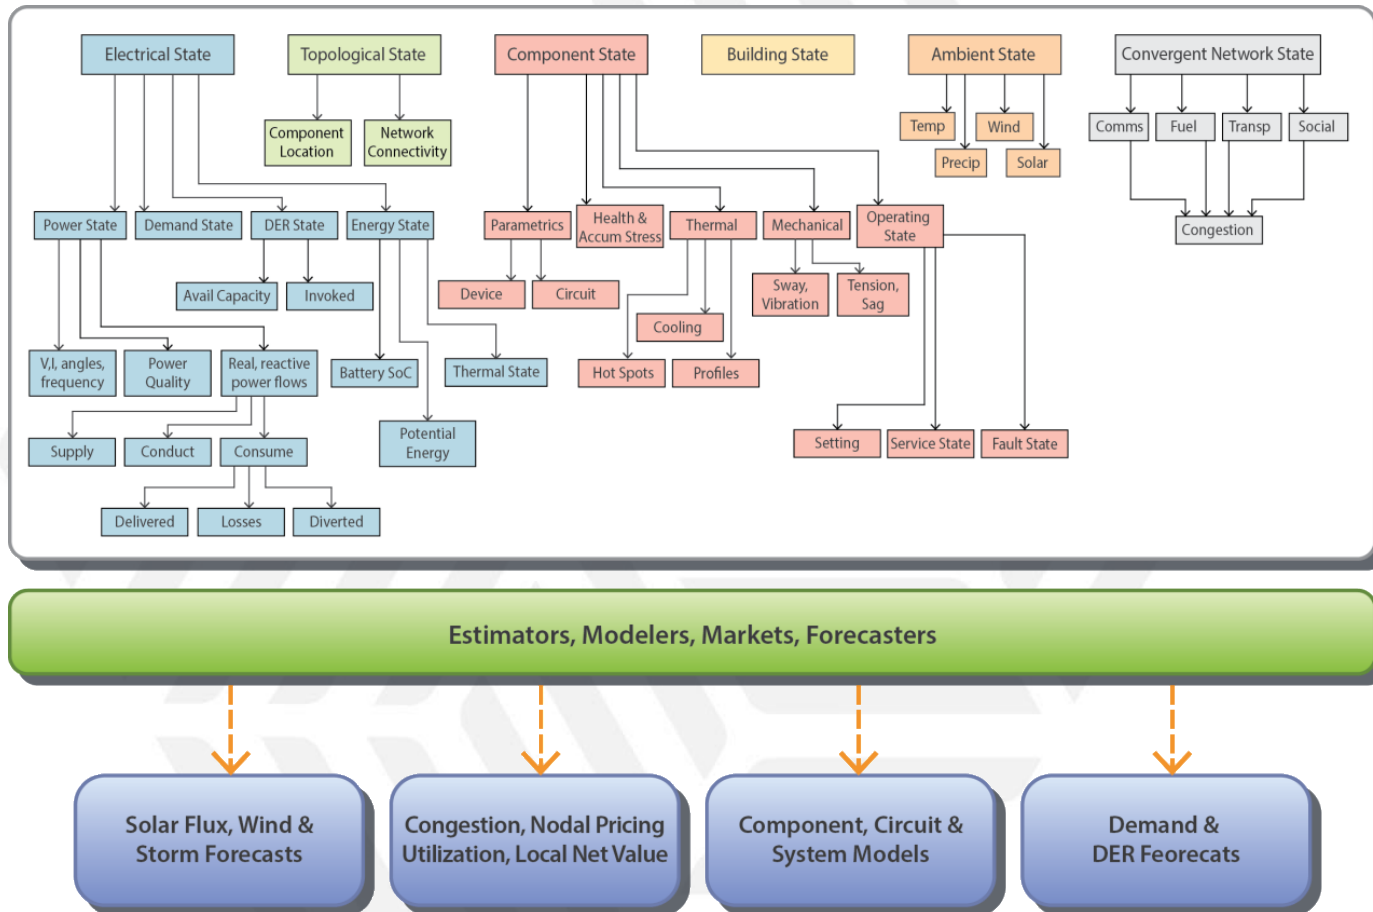 Electrical State
Topological State
Component State
Building State
Ambient State
Convergent Network State
Component
Location
Network
Connectivity
Temp
Wind
Precip
Solar
Comms
Fuel
Transp
Social
Congestion
Power State
Demand State
DER State
Energy State
Parametrics
Health &
Accum Stress
Thermal
Mechanical
Operating
State
Avail Capacity
Invoked
Device
Circuit
Sway,
Vibration
Tension,
Sag
Cooling
V,I, angles,
frequency
Power
Quality
Real, reactive
power flows
Battery SoC
Thermal State
Hot Spots
Profiles
Supply
Conduct
Consume
Potential
Energy
Setting
Service State
Fault State
Delivered
Losses
Diverted
Estimators, Modelers, Markets, Forecasters
Solar Flux, Wind &
Storm Forecasts
Congestion, Nodal Pricing
Utilization, Local Net Value
Component, Circuit &
System Models
Demand &
DER Feorecats